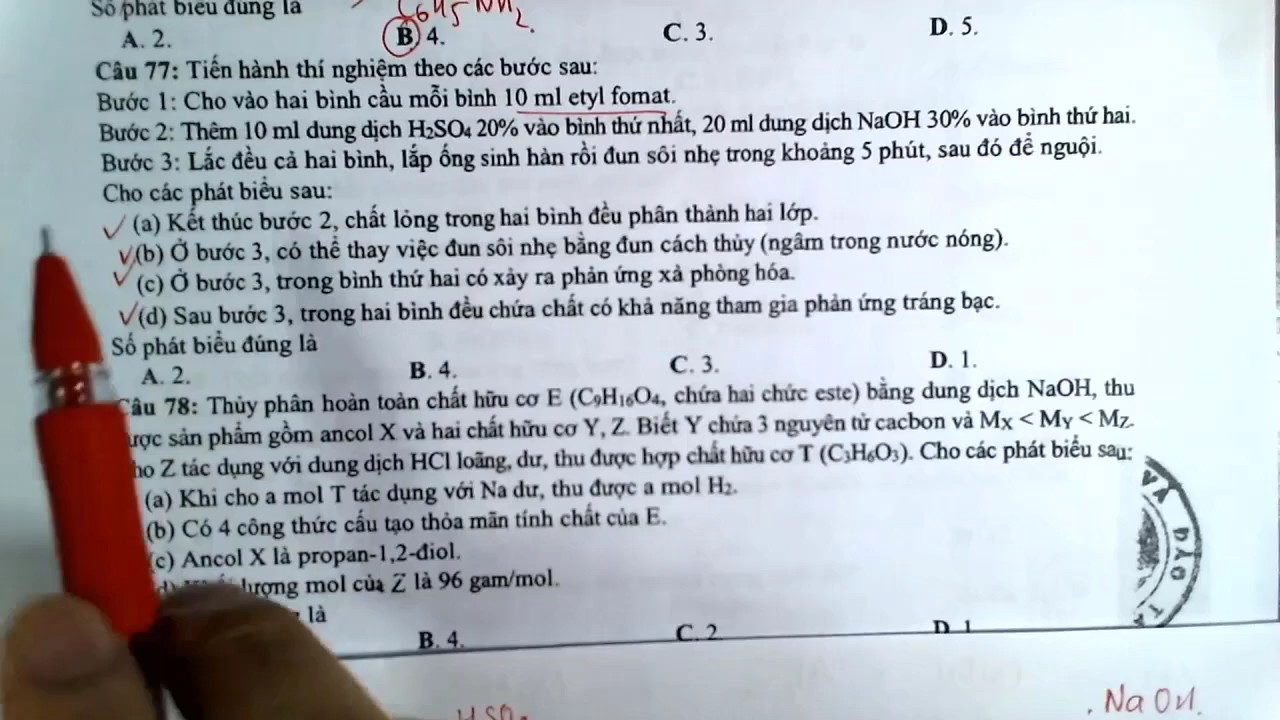 Số phát biểu đúng là
C6H5NH2.
A. 2. B. 4. C. 3. D. 5.
Câu 77: Tiến hành thí nghiệm theo các bước sau:
Bước 1: Cho vào hai bình cầu mỗi bình 10 ml etyl fomat.
Bước 2: Thêm 10 ml dung dịch H₂SO₄ 20% vào bình thứ nhất, 20 ml dung dịch NaOH 30% vào bình thứ hai.
Bước 3: Lắc đều cả hai bình, lắp ống sinh hàn rồi đun sôi nhẹ trong khoảng 5 phút, sau đó để nguội.
Cho các phát biểu sau:
(a) Kết thúc bước 2, chất lỏng trong hai bình đều phân thành hai lớp.
(b) Ở bước 3, có thể thay việc đun sôi nhẹ bằng đun cách thủy (ngâm trong nước nóng).
(c) Ở bước 3, trong bình thứ hai có xảy ra phản ứng xà phòng hóa.
(d) Sau bước 3, trong hai bình đều chứa chất có khả năng tham gia phản ứng tráng bạc.
Số phát biểu đúng là
A. 2. B. 4. C. 3. D. 1.
Câu 78: Thủy phân hoàn toàn chất hữu cơ E (C₉H₁₆O₄, chứa hai chức este) bằng dung dịch NaOH, thu
ược sản phẩm gồm ancol X và hai chất hữu cơ Y, Z. Biết Y chứa 3 nguyên tử cacbon và Mx < My < Mz.
ho Z tác dụng với dung dịch HCl loãng, dư, thu được hợp chất hữu cơ T (C₃H₆O₃). Cho các phát biểu sau:
(a) Khi cho a mol T tác dụng với Na dư, thu được a mol H₂.
(b) Có 4 công thức cấu tạo thỏa mãn tính chất của E.
(c) Ancol X là propan-1,2-điol.
lượng mol của Z là 96 gam/mol.
là
B. 4. C. 2 D. 1
VÀ ĐÀO TẠ
NaOH.